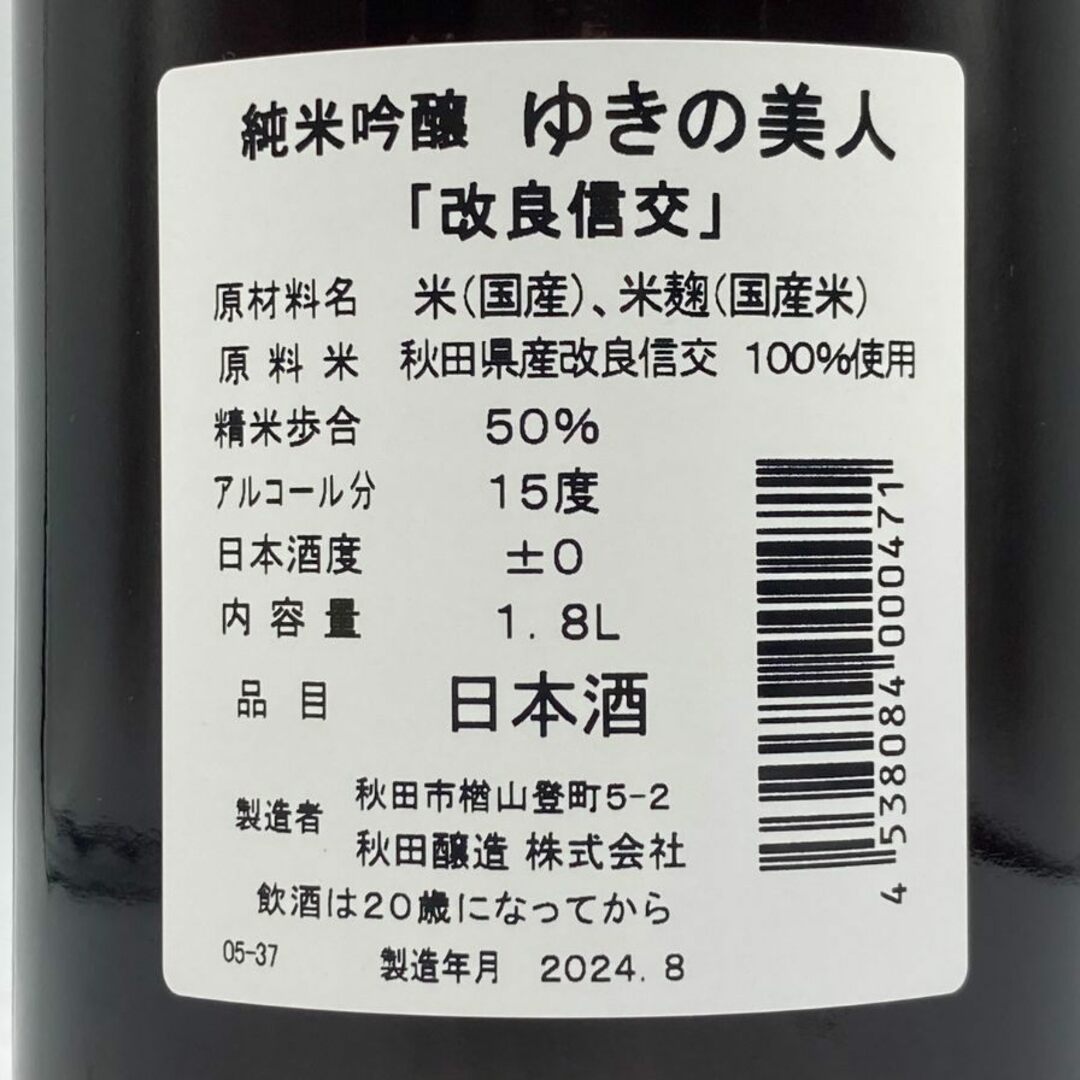 純米吟醸 ゆきの美人
「改良信交」
原材料名 米(国産)、米麹(国産米)
原料米 秋田県産改良信交 100%使用
精米歩合 50%
アルコール分 15度
日本酒度 ±0
内容量 1.8L
品目 日本酒
製造者 秋田市楢山登町5-2
秋田醸造 株式会社
飲酒は20歳になってから
05-37 製造年月 2024.8
4 538084 000471